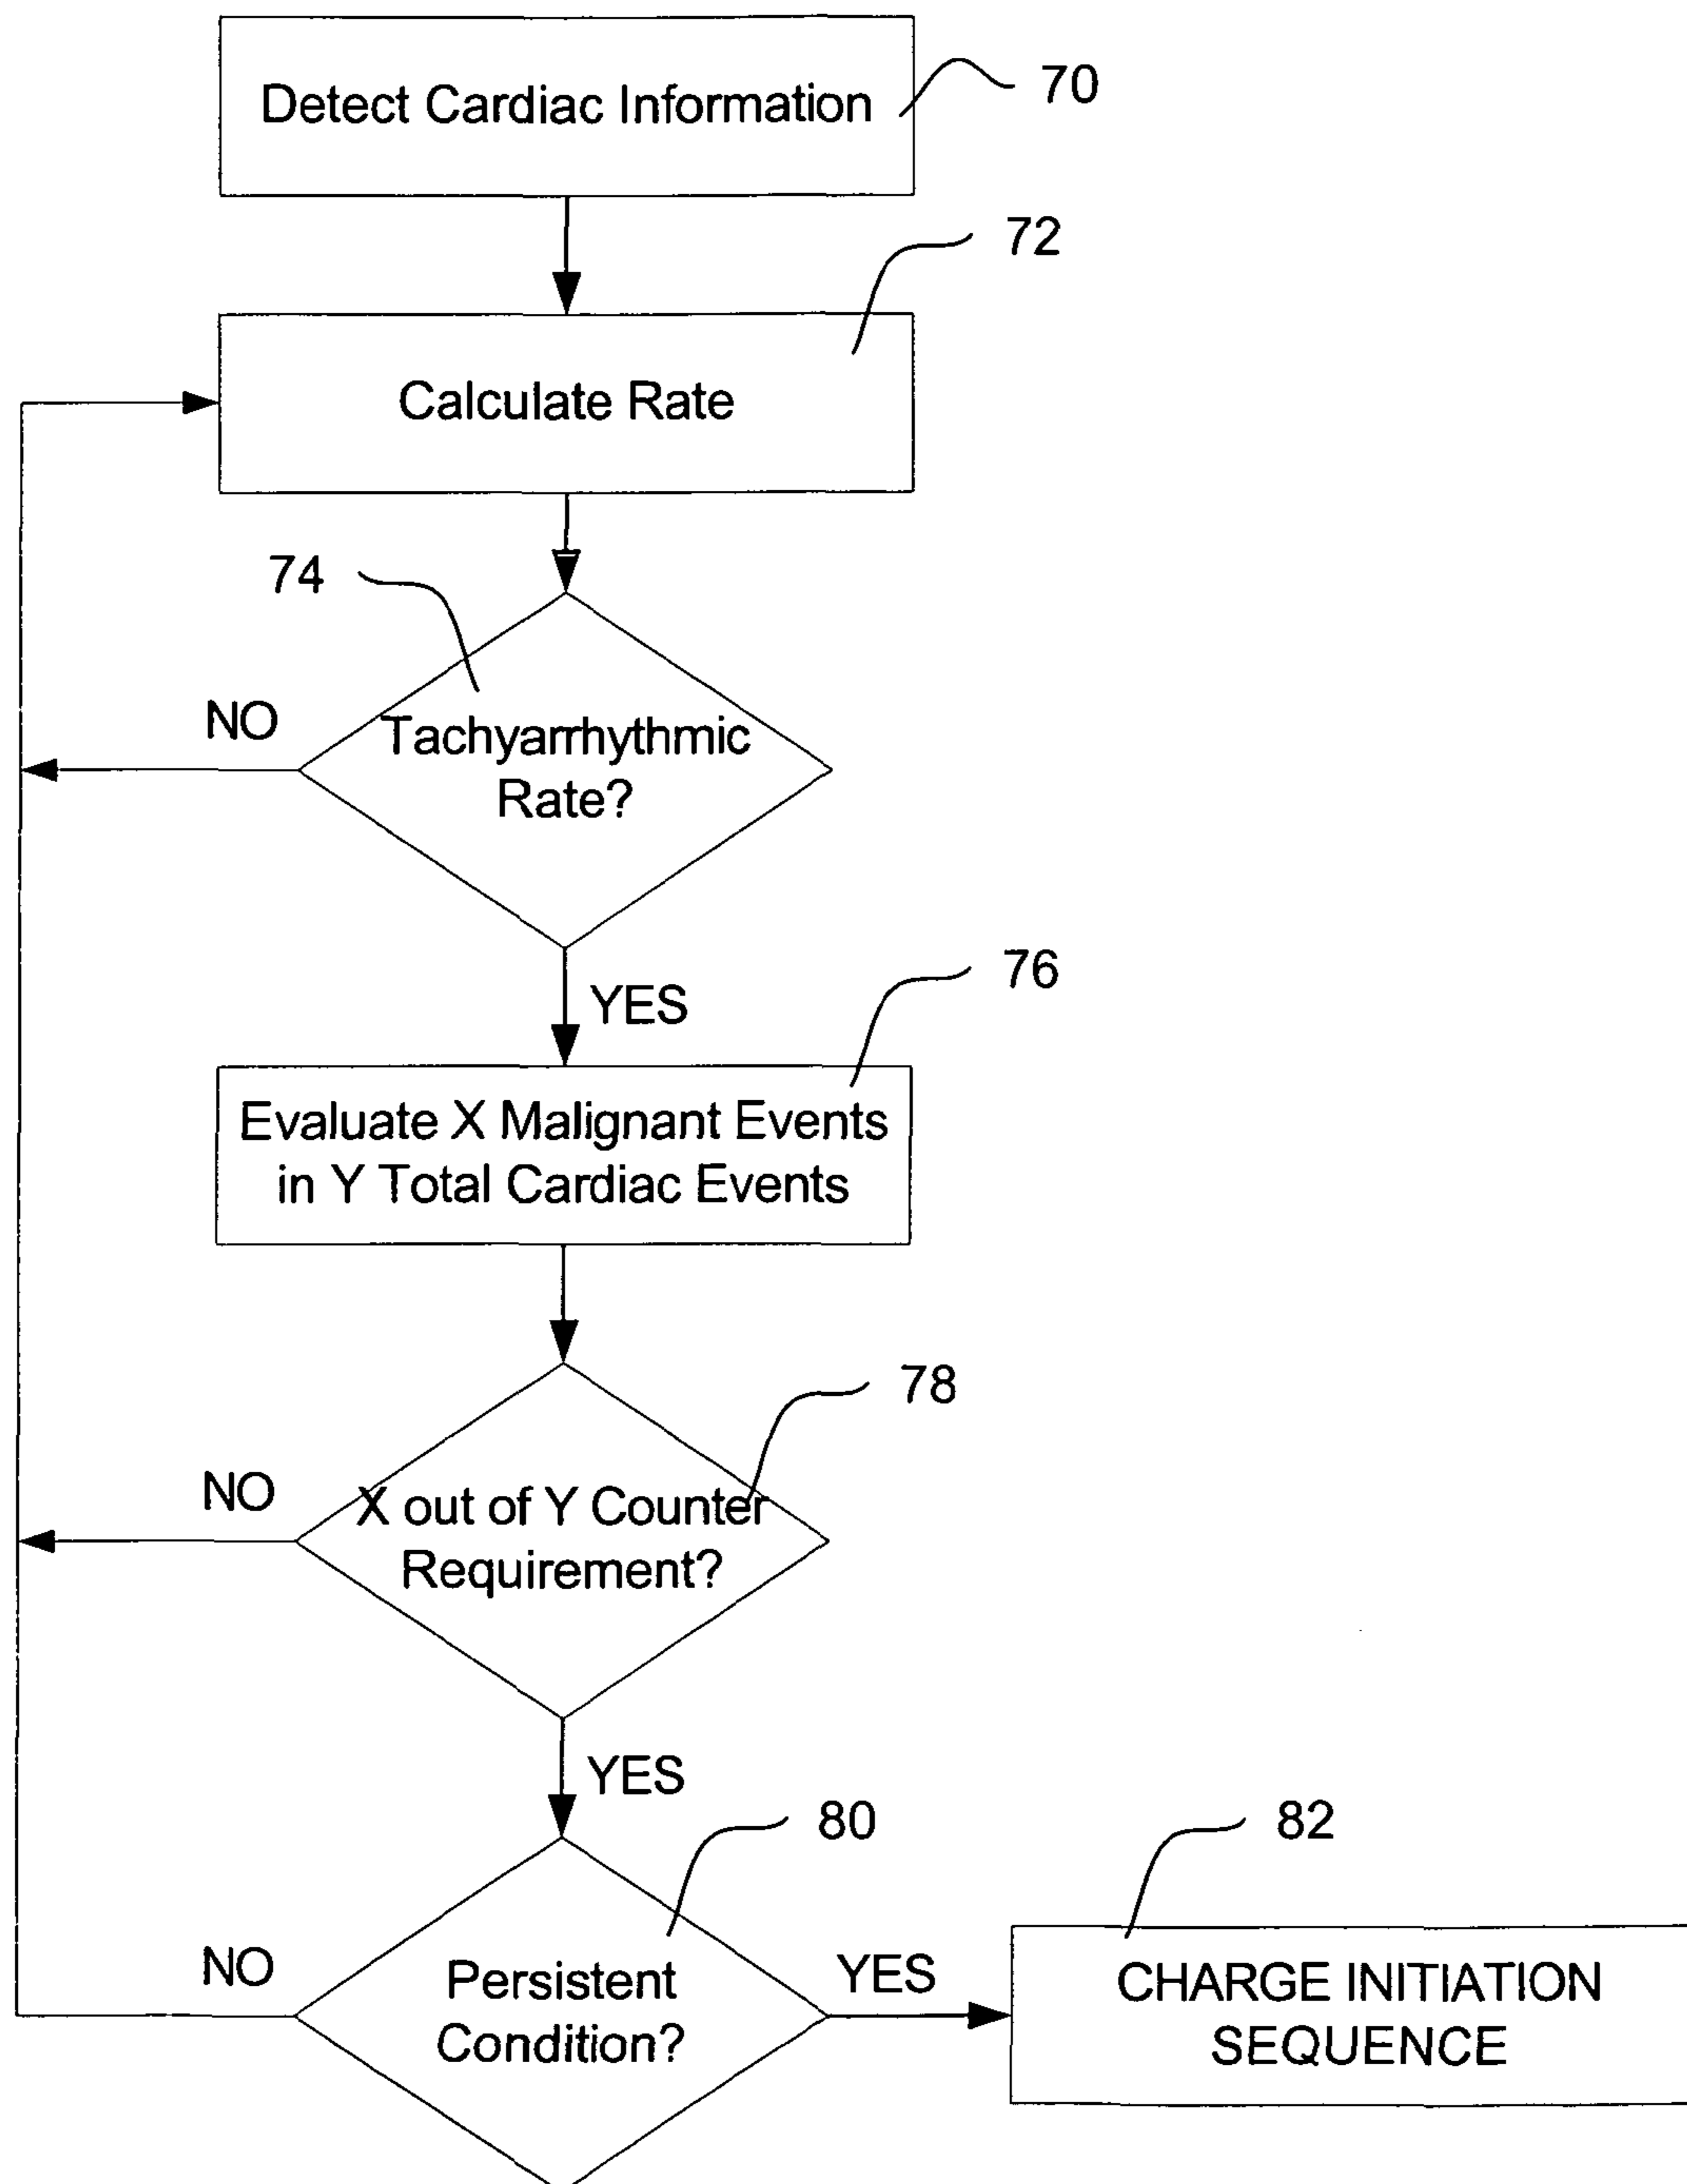 Detect Cardiac Information
70
72
Calculate Rate
74
NO
Tachyarrhythmic
Rate?
76
YES
Evaluate X Malignant Events
in Y Total Cardiac Events
78
NO
X out of Y Counter
Requirement?
YES
80
82
NO
Persistent
Condition?
YES
CHARGE INITIATION
SEQUENCE